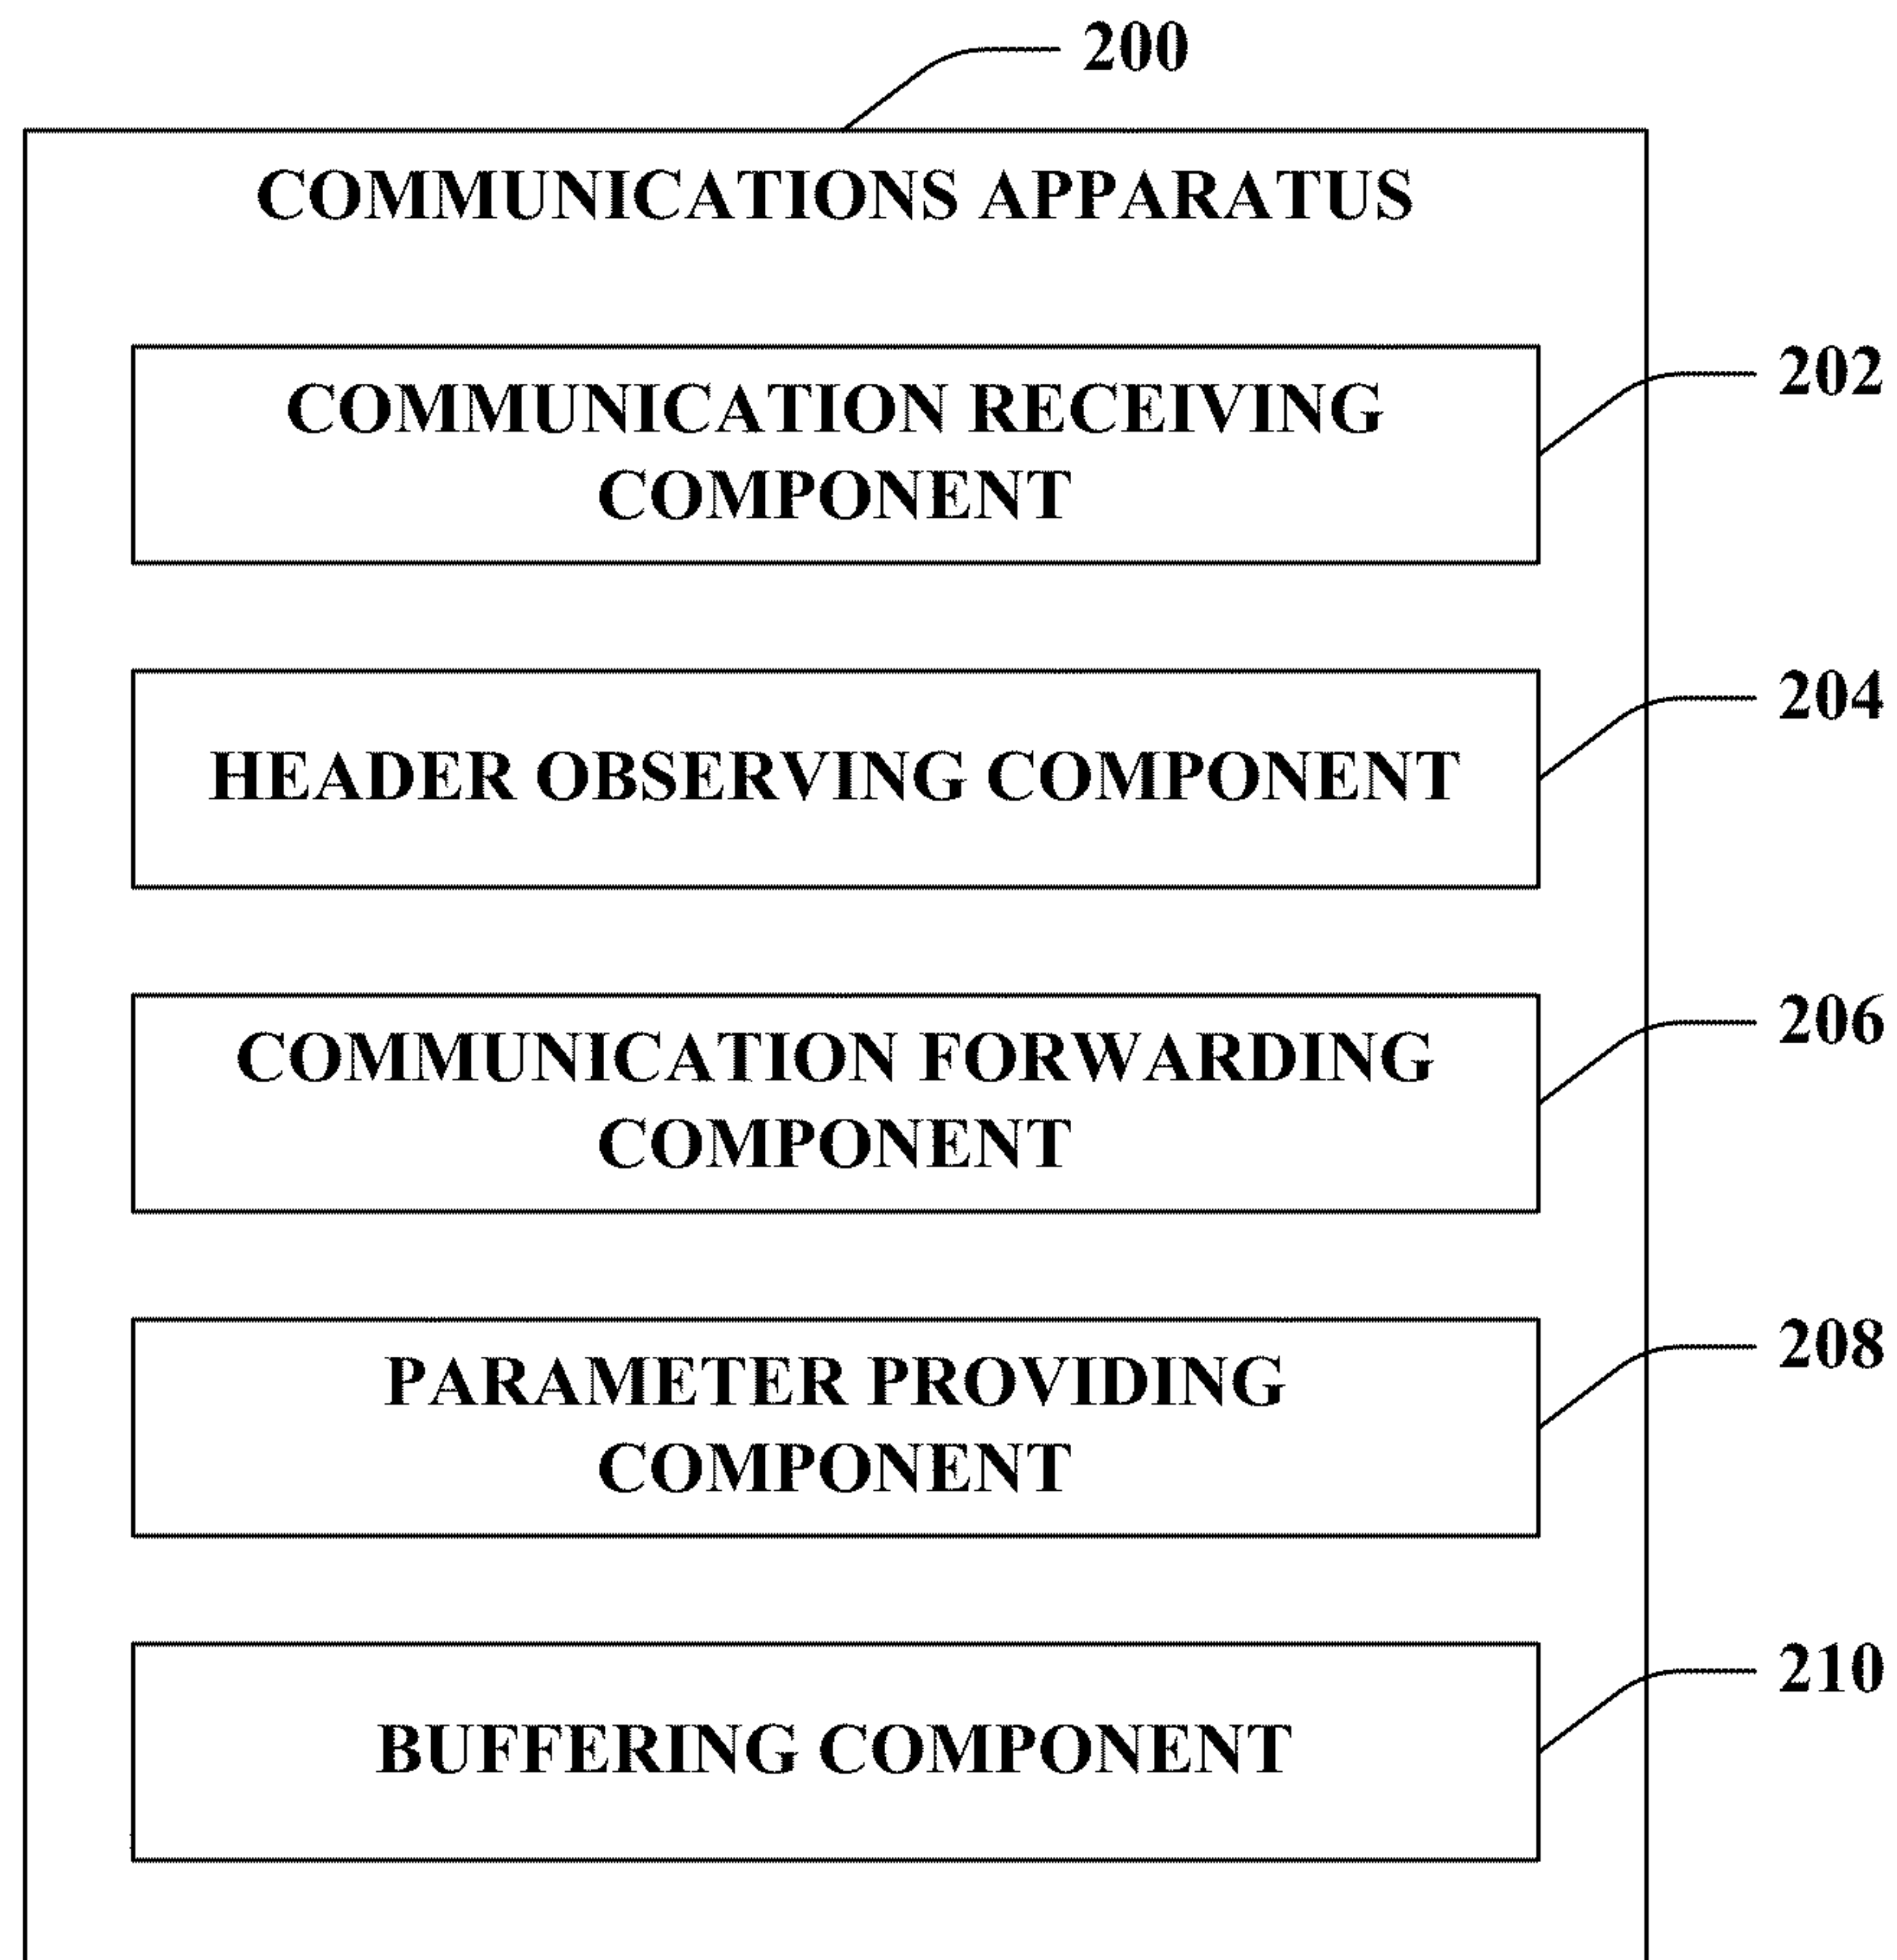 200
COMMUNICATIONS APPARATUS
COMMUNICATION RECEIVING
COMPONENT
202
HEADER OBSERVING COMPONENT
204
COMMUNICATION FORWARDING
COMPONENT
206
PARAMETER PROVIDING
COMPONENT
208
BUFFERING COMPONENT
210